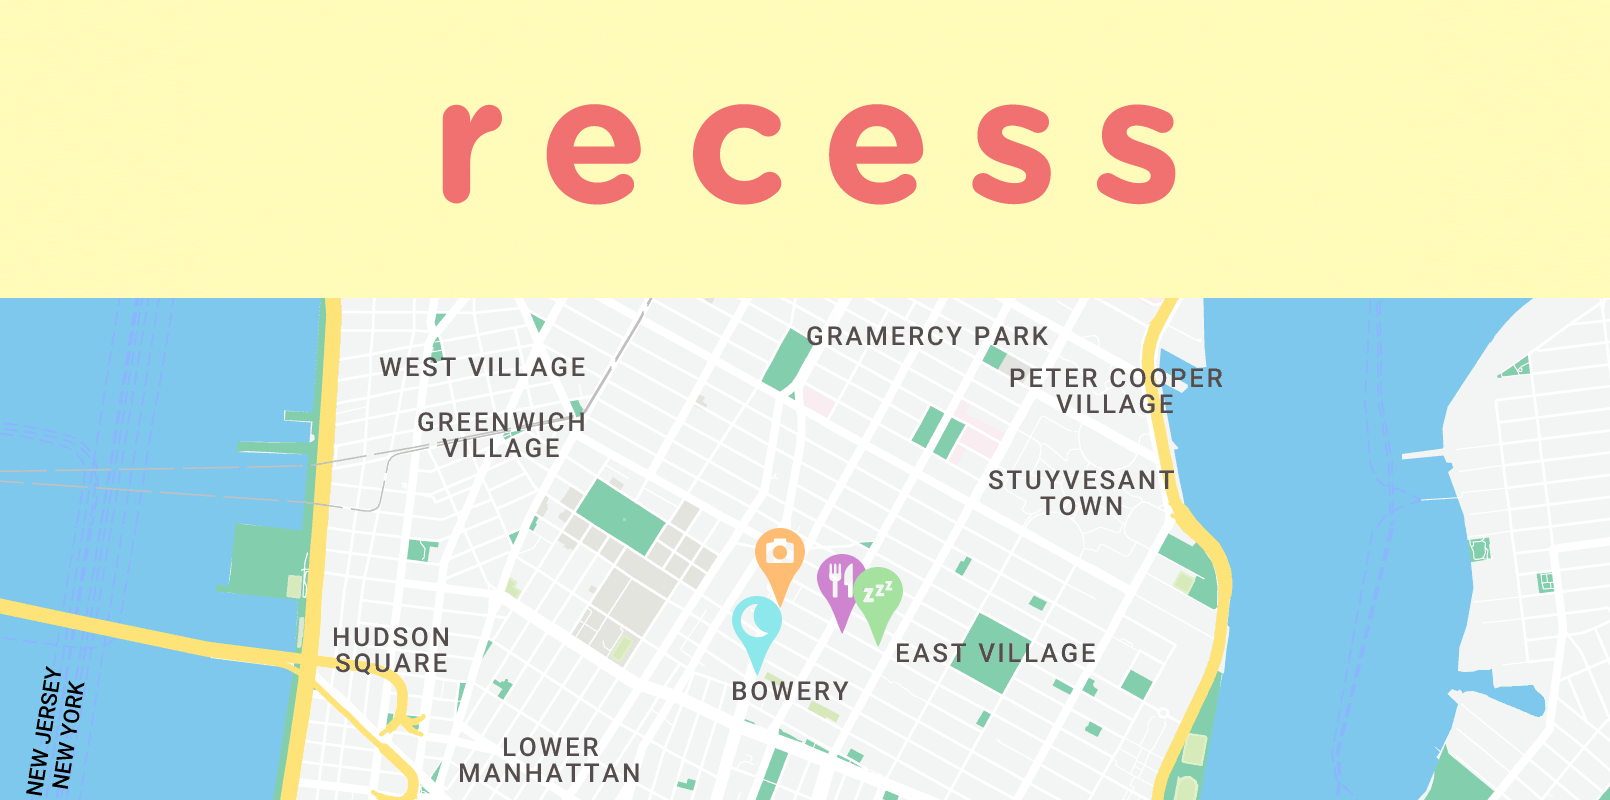 recess
GRAMERCY PARK
WEST VILLAGE
PETER COOPER
VILLAGE
GREENWICH
VILLAGE
STUYVESANT
TOWN
zzz
HUDSON
SQUARE
EAST VILLAGE
BOWERY
NEW JERSEY
NEW YORK
LOWER
MANHATTAN